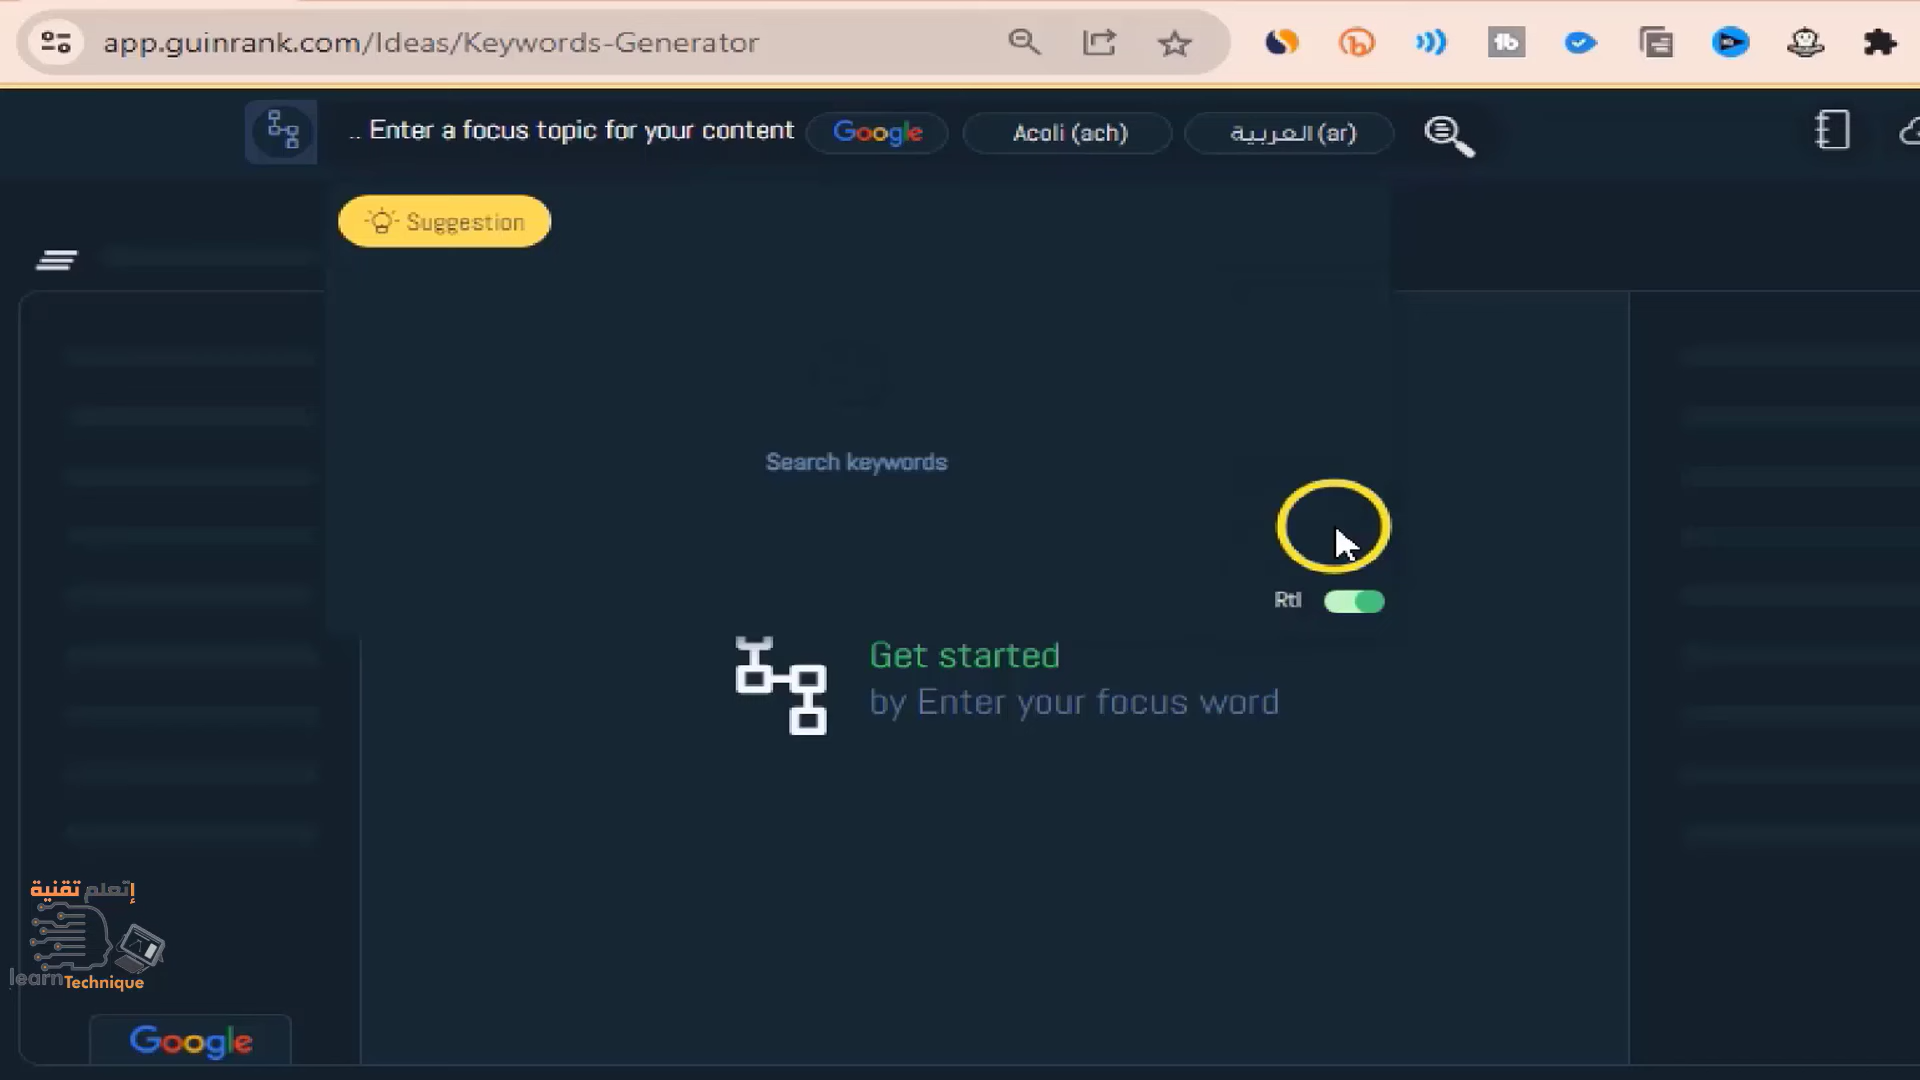 app.guinrank.com/Ideas/Keywords-Generator
.. Enter a focus topic for your content
Google
Acoli (ach)
العربية (ar)
Suggestion
Search keywords
Rtl
Get started
by Enter your focus word
إتعلم تقنية
learn Technique
Google